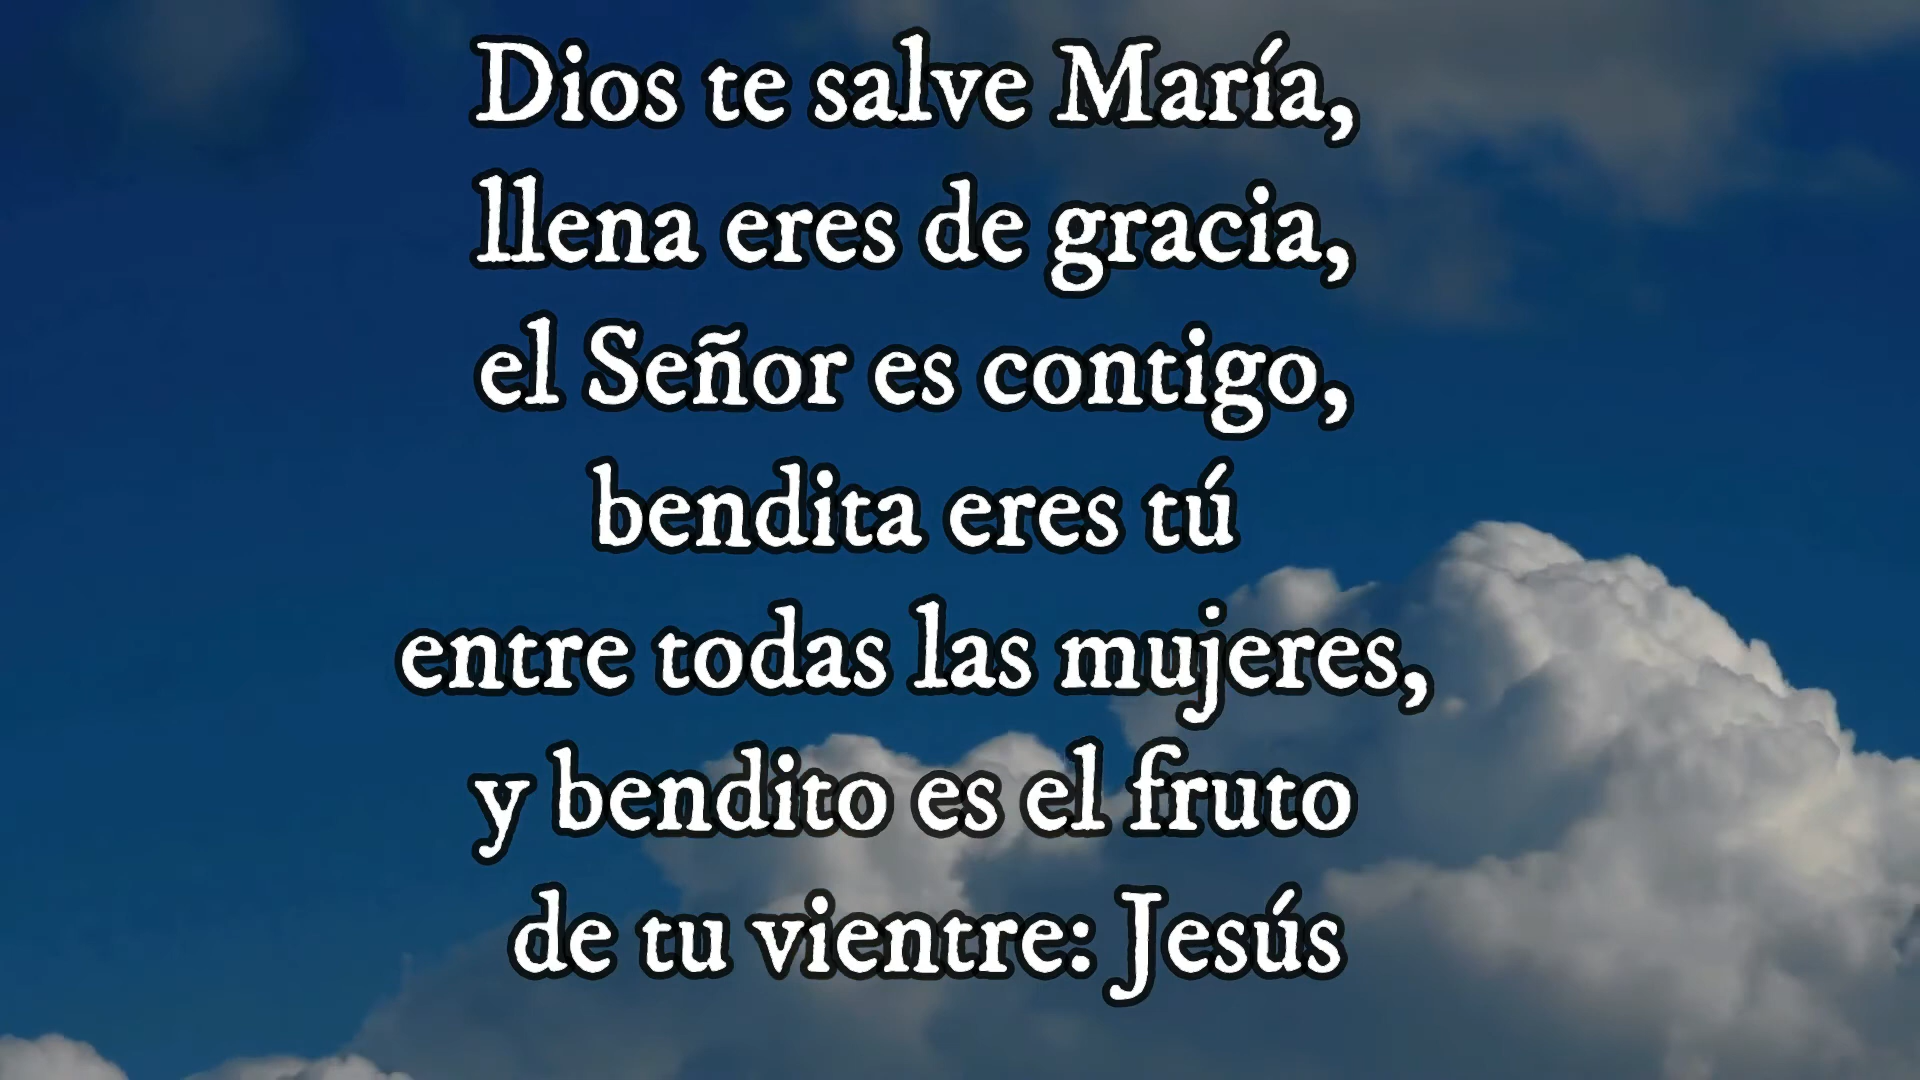 Dios te salve María,
llena eres de gracia,
el Señor es contigo,
bendita eres tú
entre todas las mujeres,
y bendito es el fruto
de tu vientre: Jesús